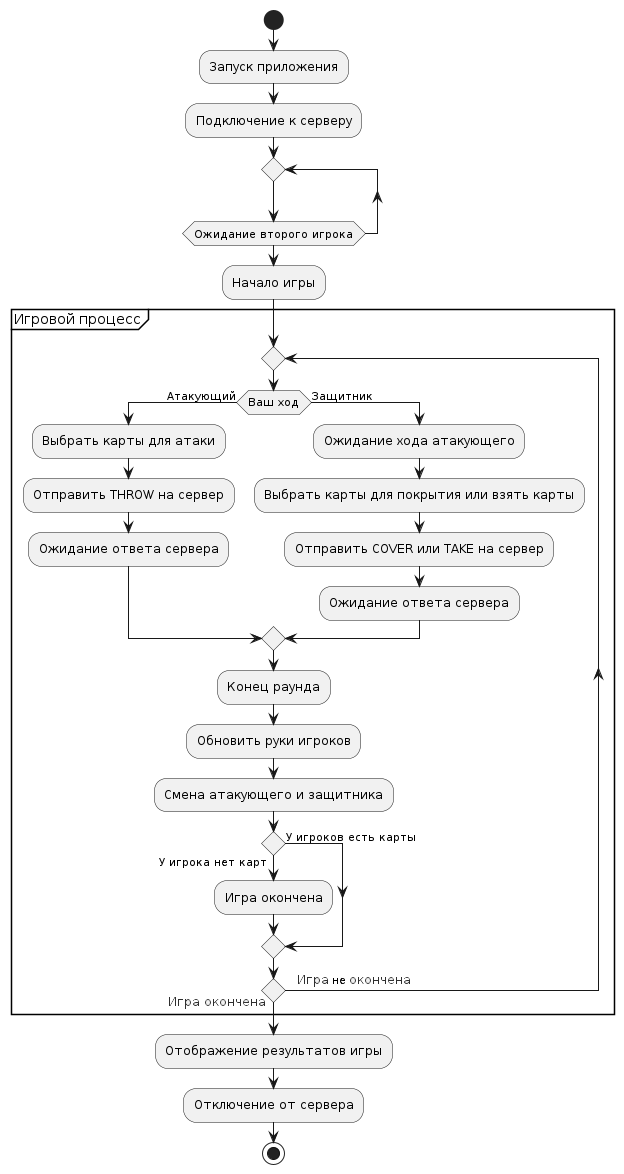 Запуск приложения
Подключение к серверу
Ожидание второго игрока
Начало игры
Игровой процесс
Атакующий
Ваш ход
Защитник
Выбрать карты для атаки
Ожидание хода атакующего
Отправить THROW на сервер
Выбрать карты для покрытия или взять карты
Ожидание ответа сервера
Отправить COVER или TAKE на сервер
Ожидание ответа сервера
Конец раунда
Обновить руки игроков
Смена атакующего и защитника
У игроков есть карты
У игрока нет карт
Игра окончена
Игра не окончена
Игра окончена
Отображение результатов игры
Отключение от сервера